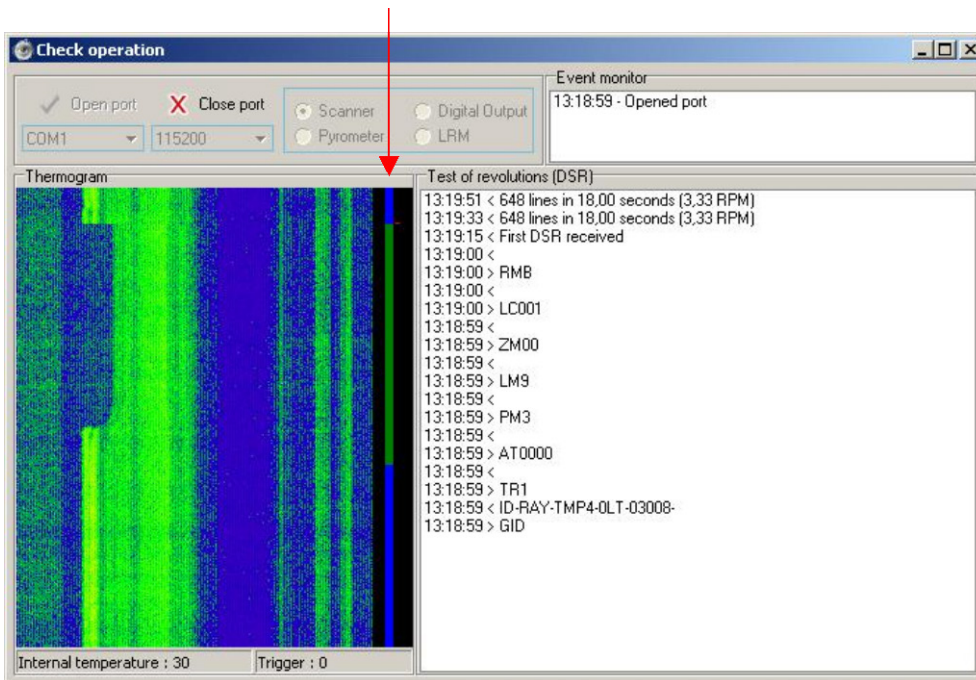 Check operation
Open port
Close port
COM1
115200
Scanner
Digital Output
Pyrometer
LRM
Event monitor
13:18:59 - Opened port
Thermogram
Test of revolutions (DSR)
13:19:51 < 648 lines in 18,00 seconds (3,33 RPM)
13:19:33 < 648 lines in 18,00 seconds (3,33 RPM)
13:19:15 < First DSR received
13:19:00 <
13:19:00 > RMB
13:19:00 <
13:19:00 > LC001
13:18:59 <
13:18:59 > ZM00
13:18:59 <
13:18:59 > LM9
13:18:59 <
13:18:59 > PM3
13:18:59 <
13:18:59 > AT0000
13:18:59 <
13:18:59 > TR1
13:18:59 < ID-RAY-TMP4-0LT-03008-
13:18:59 > GID
Internal temperature : 30
Trigger : 0